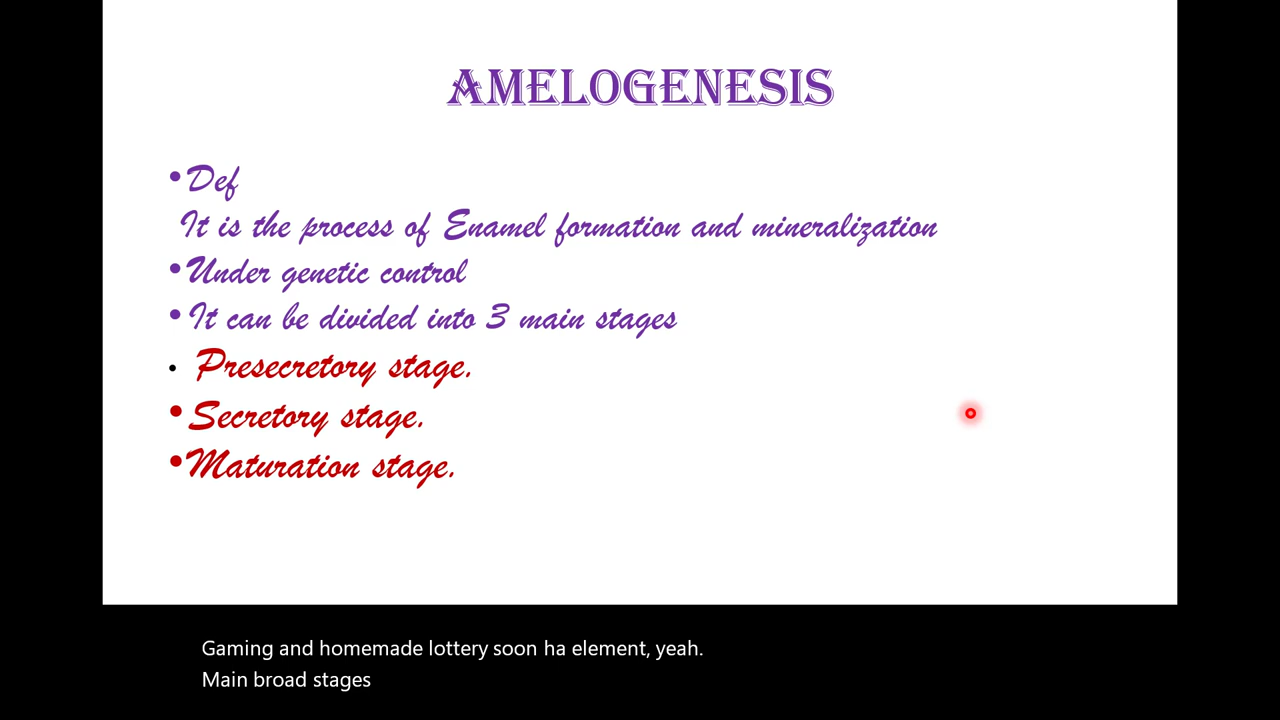 AMELOGENESIS
•Def
It is the process of Enamel formation and mineralization
•Under genetic control
•It can be divided into 3 main stages
• Presecretory stage.
•Secretory stage.
•Maturation stage.
Gaming and homemade lottery soon ha element, yeah.
Main broad stages